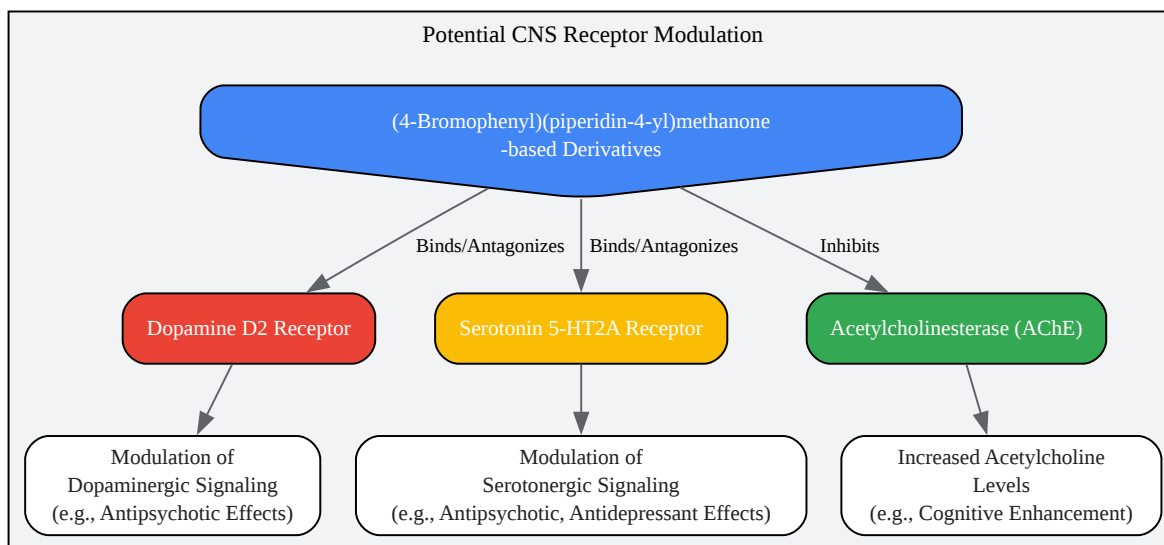 Potential CNS Receptor Modulation
(4-Bromophenyl)(piperidin-4-yl)methanone
-based Derivatives
Binds/Antagonizes
Binds/Antagonizes
Inhibits
Dopamine D2 Receptor
Serotonin 5-HT2A Receptor
Acetylcholinesterase (AChE)
Modulation of
Dopaminergic Signaling
(e.g., Antipsychotic Effects)
Modulation of
Serotonergic Signaling
(e.g., Antipsychotic, Antidepressant Effects)
Increased Acetylcholine
Levels
(e.g., Cognitive Enhancement)